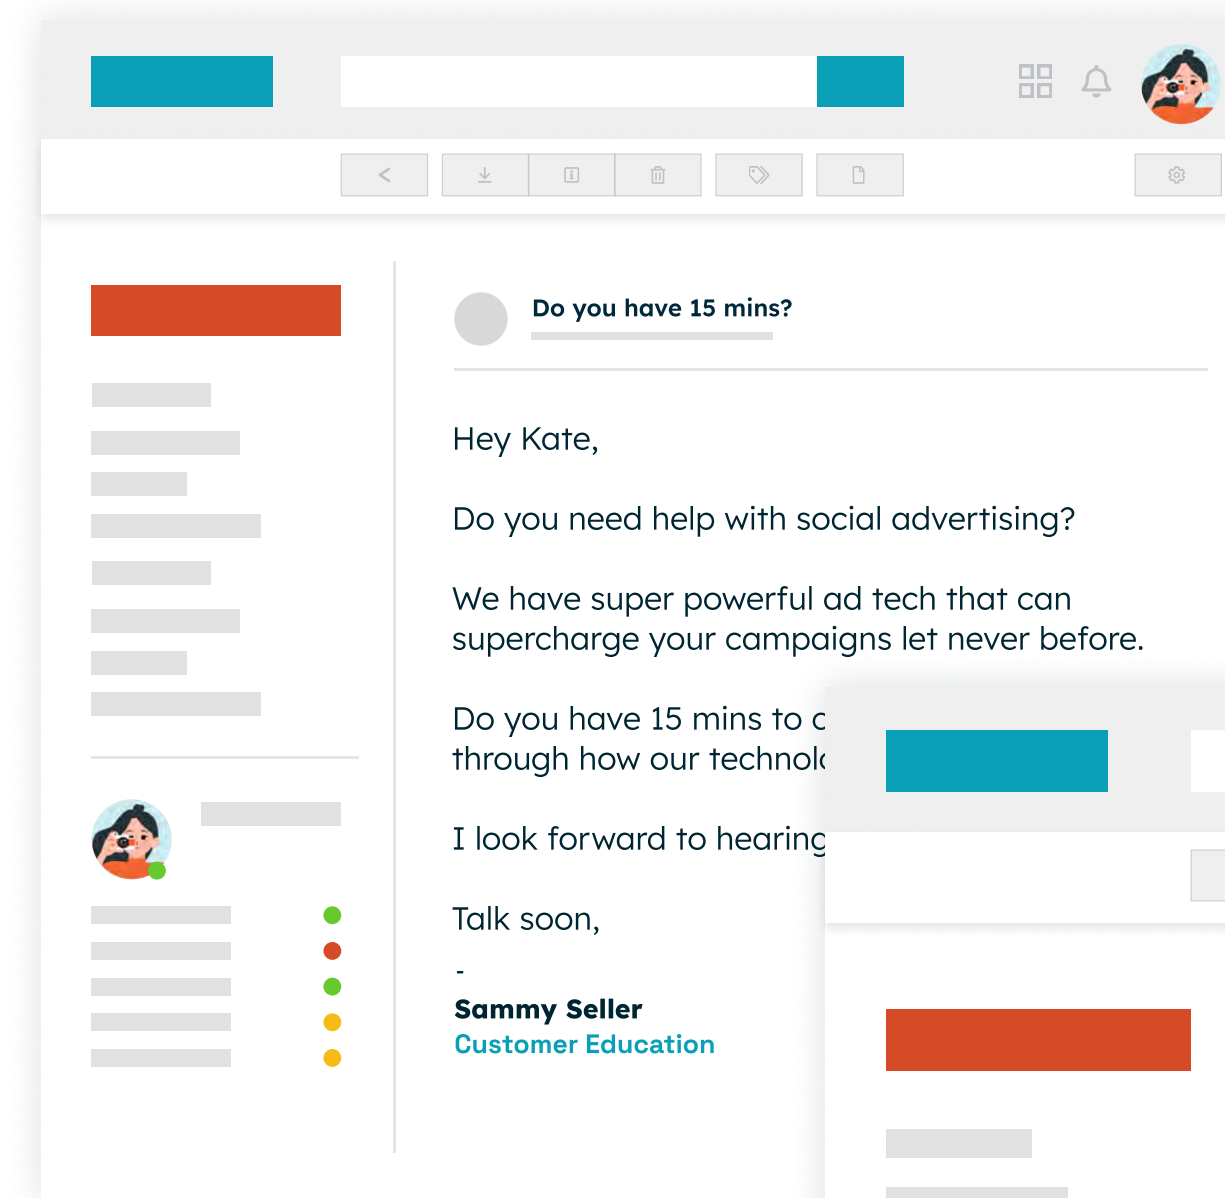 Do you have 15 mins?
Hey Kate,
Do you need help with social advertising?
We have super powerful ad tech that can
supercharge your campaigns let never before.
Do you have 15 mins to
through how our
I look forward to hearing
Talk soon,
-
Sammy Seller
Customer Education